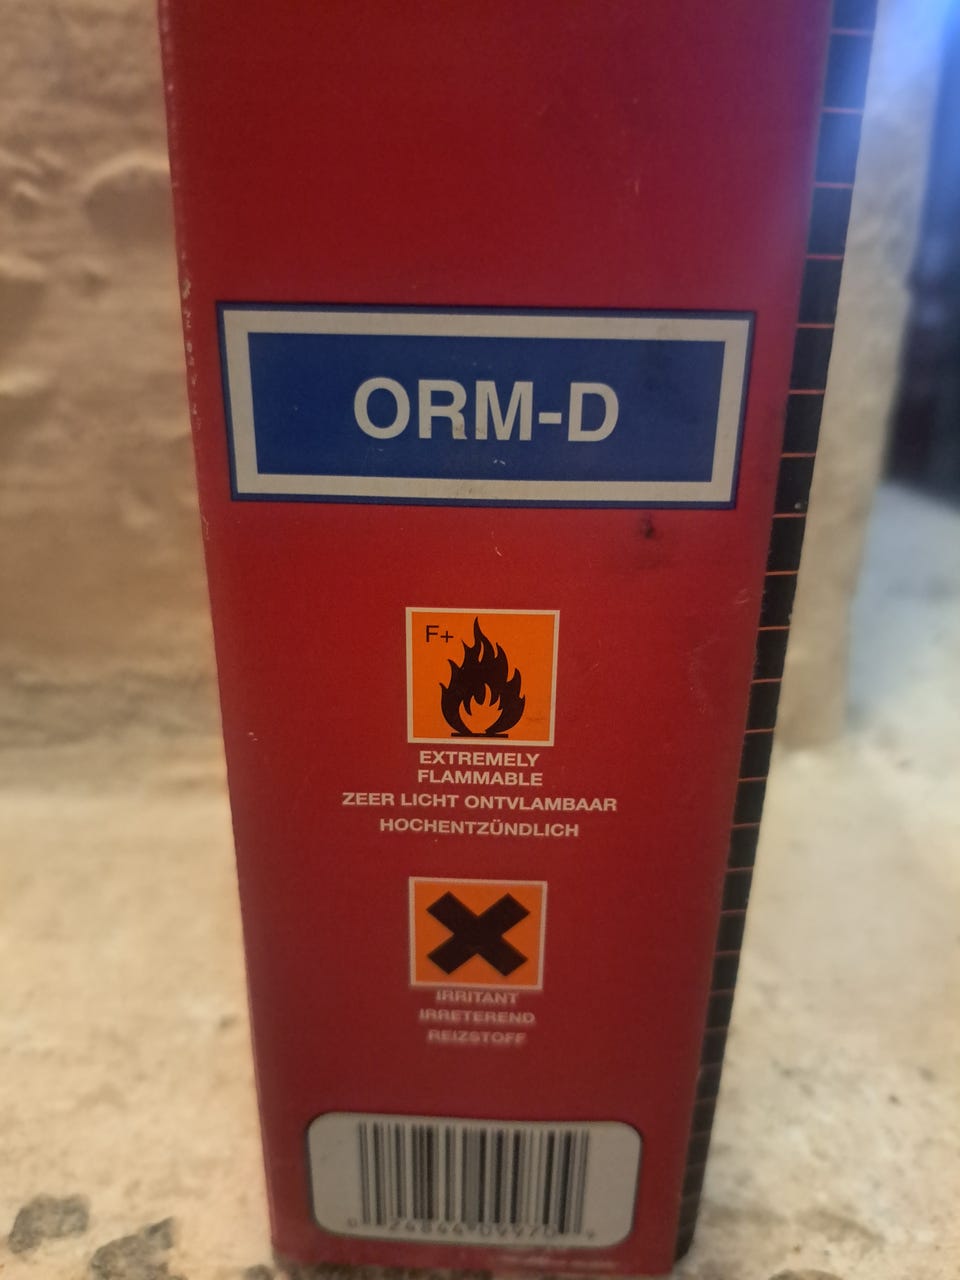 ORM-D
F+
EXTREMELY
FLAMMABLE
ZEER LICHT ONTVLAMBAAR
HOCHENTZÜNDLICH
IRRITANT
IRRETEREND
REIZSTOFF